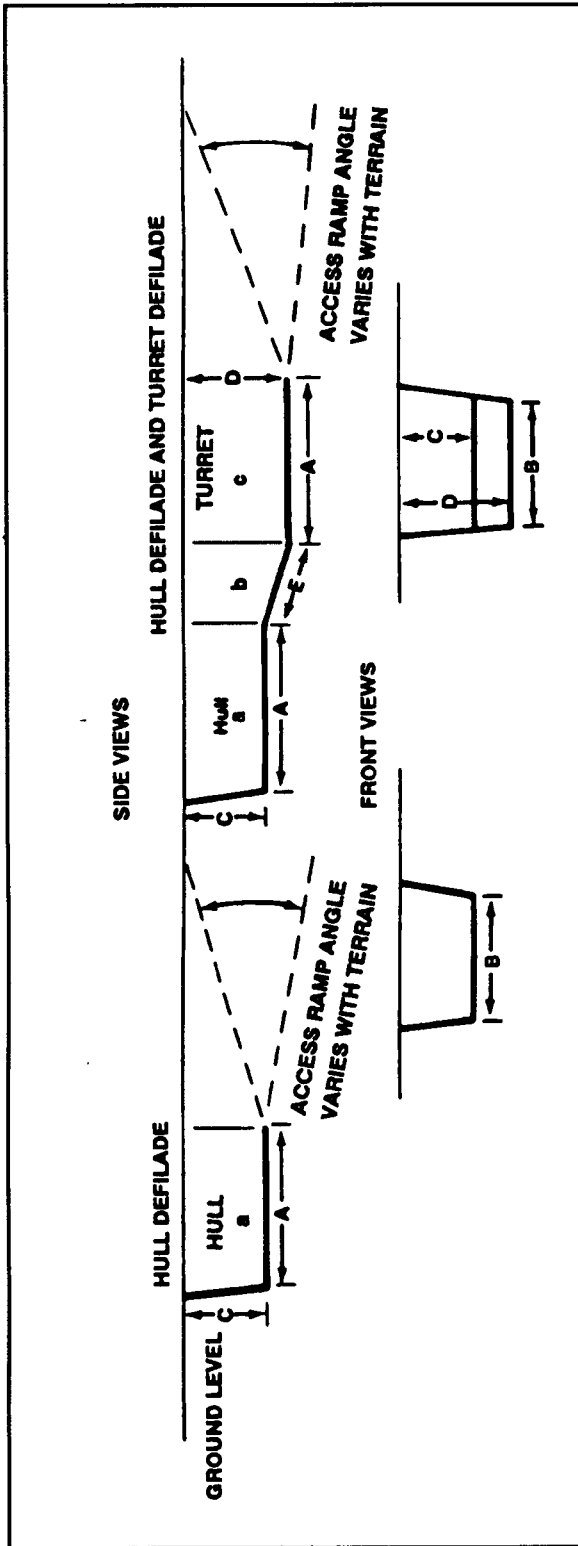 SIDE VIEWS
HULL DEFILADE
HULL DEFILADE AND TURRET DEFILADE
GROUND LEVEL
C
HULL
a
A
ACCESS RAMP ANGLE
VARIES WITH TERRAIN
C
Hull
a
A
b
E
TURRET
c
D
A
ACCESS RAMP ANGLE
VARIES WITH TERRAIN
FRONT VIEWS
B
C
D
B